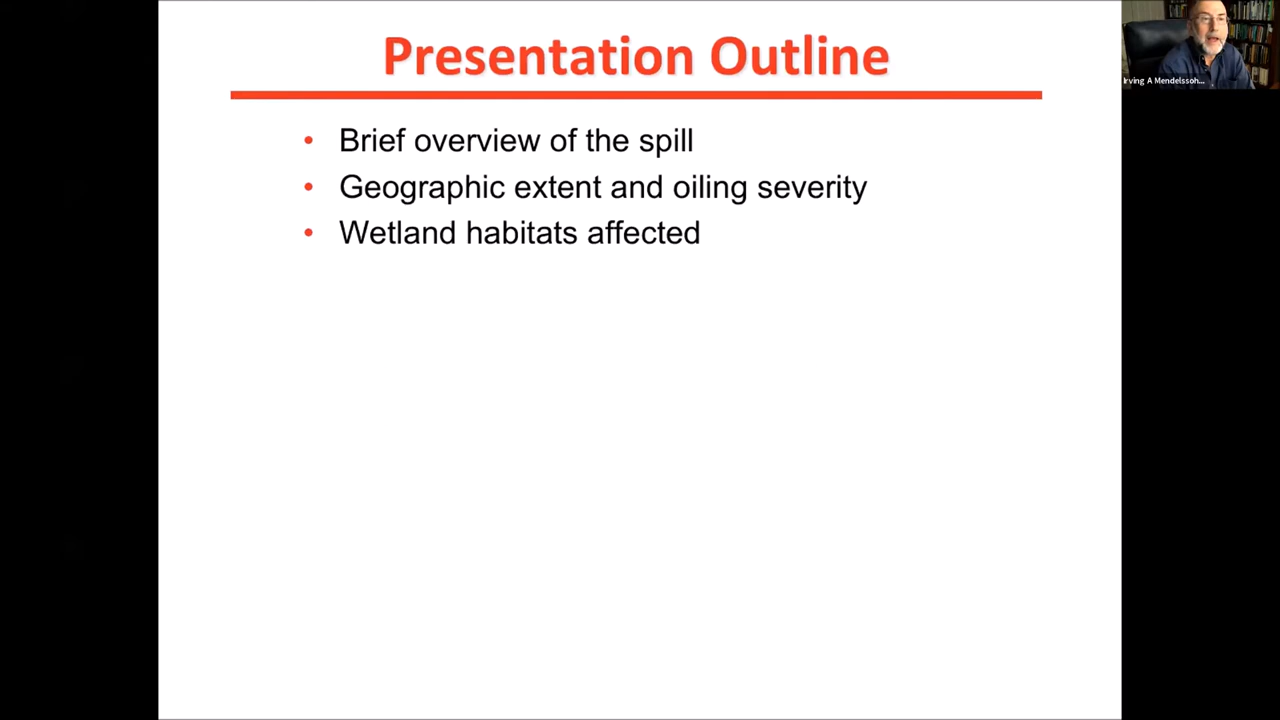 Presentation Outline
• Brief overview of the spill
• Geographic extent and oiling severity
• Wetland habitats affected
Irving A Mendelssoh...